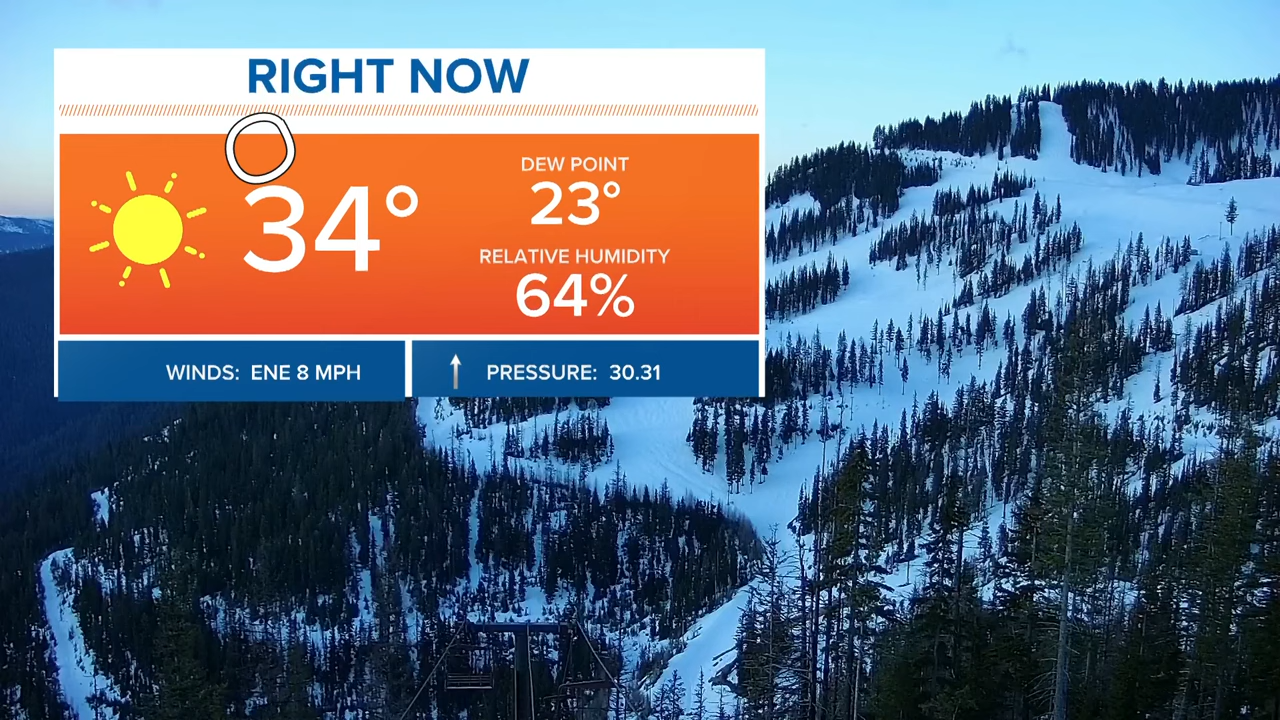 RIGHT NOW
34°
DEW POINT
23°
RELATIVE HUMIDITY
64%
WINDS: ENE 8 MPH
PRESSURE: 30.31